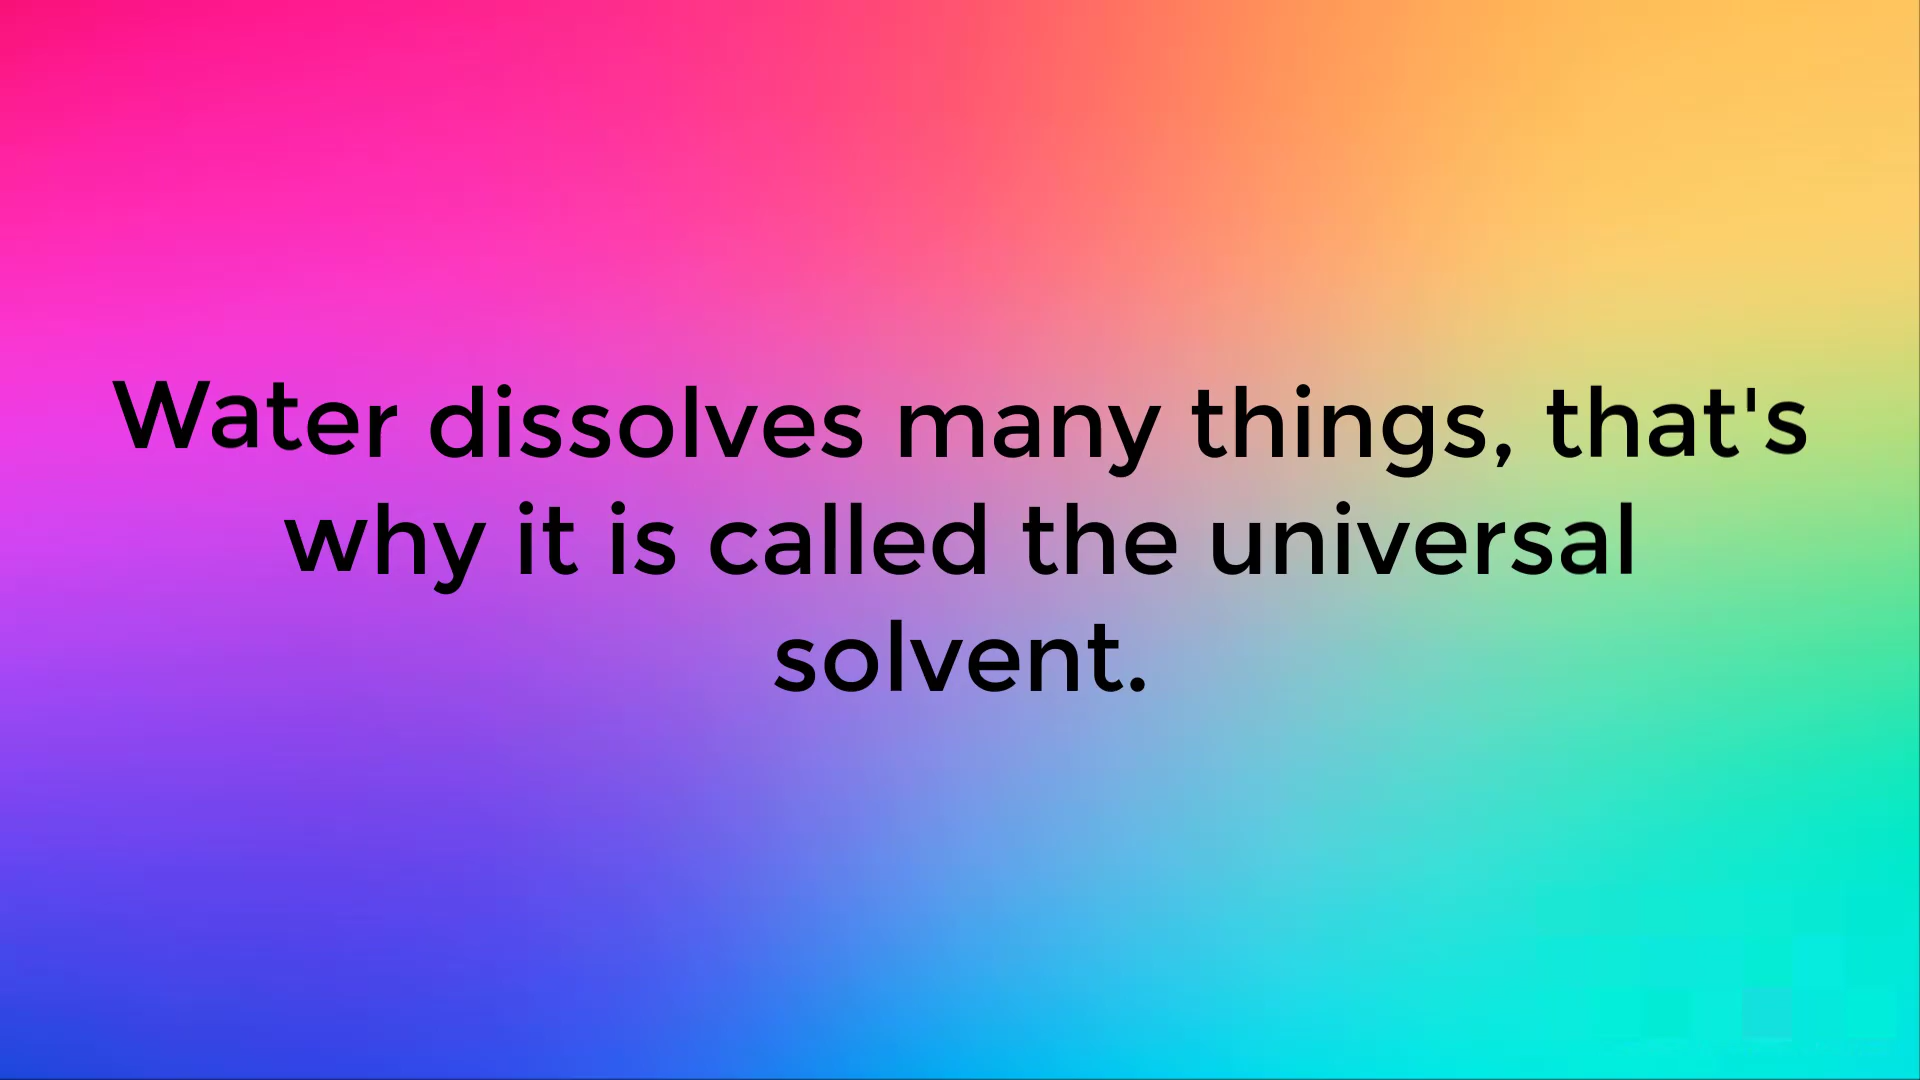 Water dissolves many things, that's
why it is called the universal
solvent.